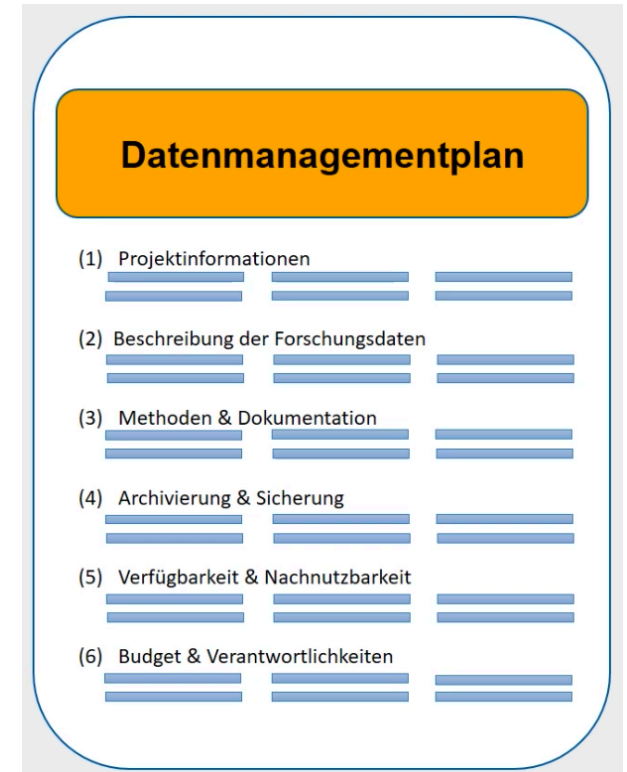 Datenmanagementplan
(1) Projektinformationen
(2) Beschreibung der Forschungsdaten
(3) Methoden & Dokumentation
(4) Archivierung & Sicherung
(5) Verfügbarkeit & Nachnutzbarkeit
(6) Budget & Verantwortlichkeiten